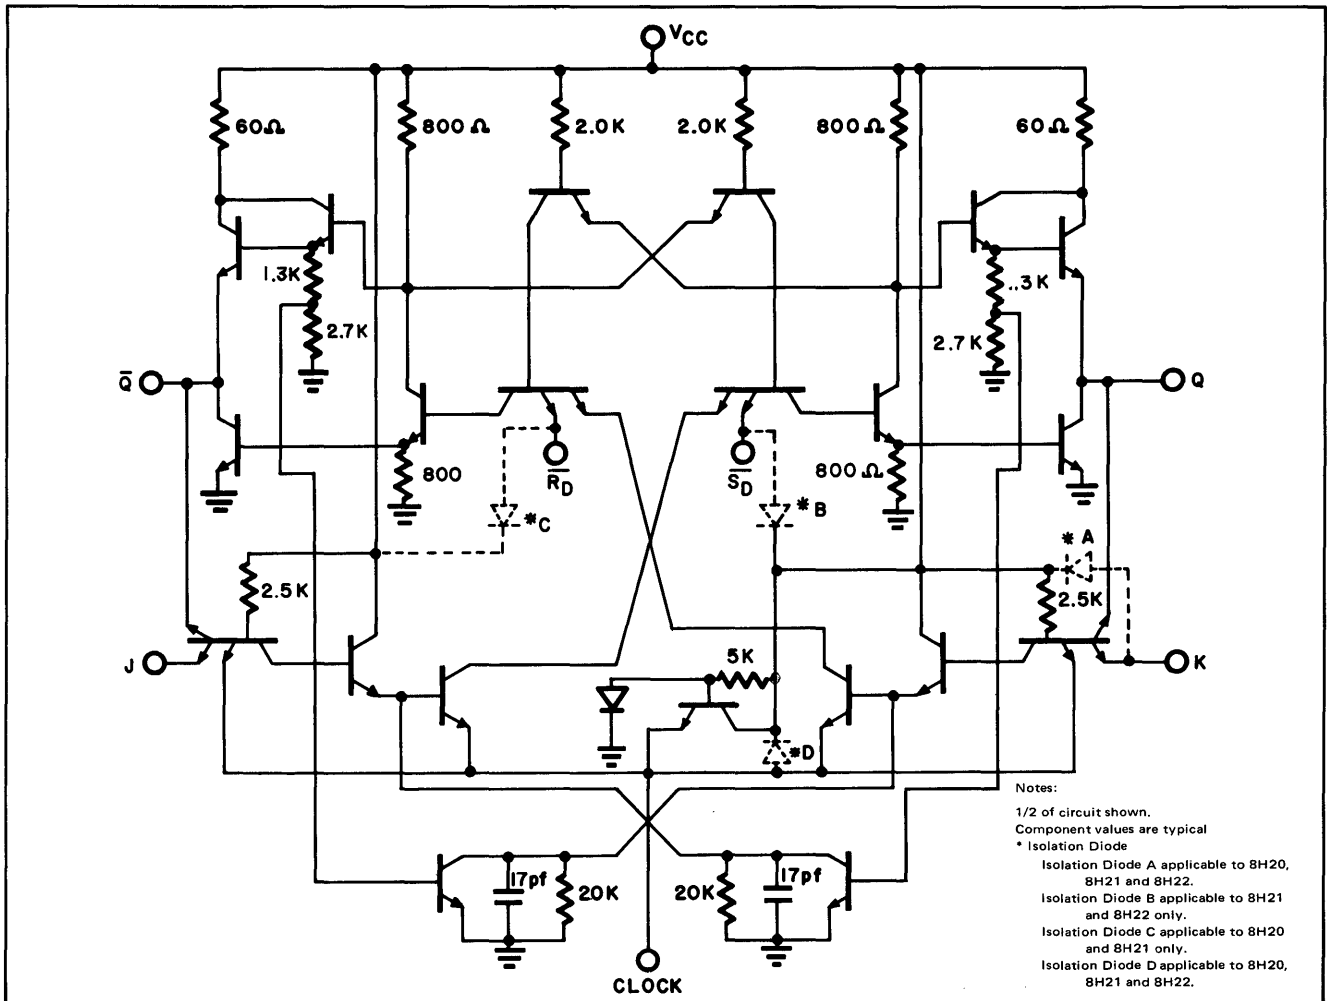 VCC
60Ω
800 Ω
2.0K
2.0K
800 Ω
60Ω
1.3K
..3 K
2.7K
2.7K
Q̅
Q
800
R̅D̅
S̅D̅
800 Ω
*C
*B
* A
2.5K
2.5K
J
5K
K
*D
17pf
20K
20K
17pf
CLOCK
Notes:
1/2 of circuit shown.
Component values are typical
* Isolation Diode
Isolation Diode A applicable to 8H20,
8H21 and 8H22.
Isolation Diode B applicable to 8H21
and 8H22 only.
Isolation Diode C applicable to 8H20
and 8H21 only.
Isolation Diode D applicable to 8H20,
8H21 and 8H22.